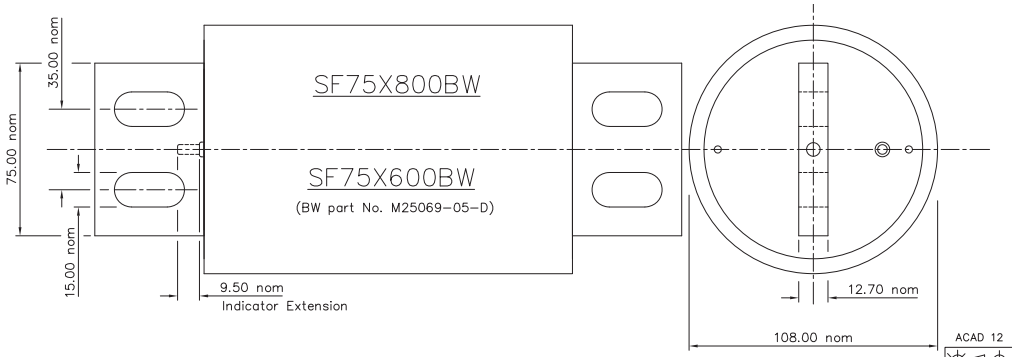 35.00 nom
75.00 nom
15.00 nom
SF75X800BW
SF75X600BW
(BW part No. M25069-05-D)
9.50 nom
Indicator Extension
12.70 nom
108.00 nom
ACAD 12